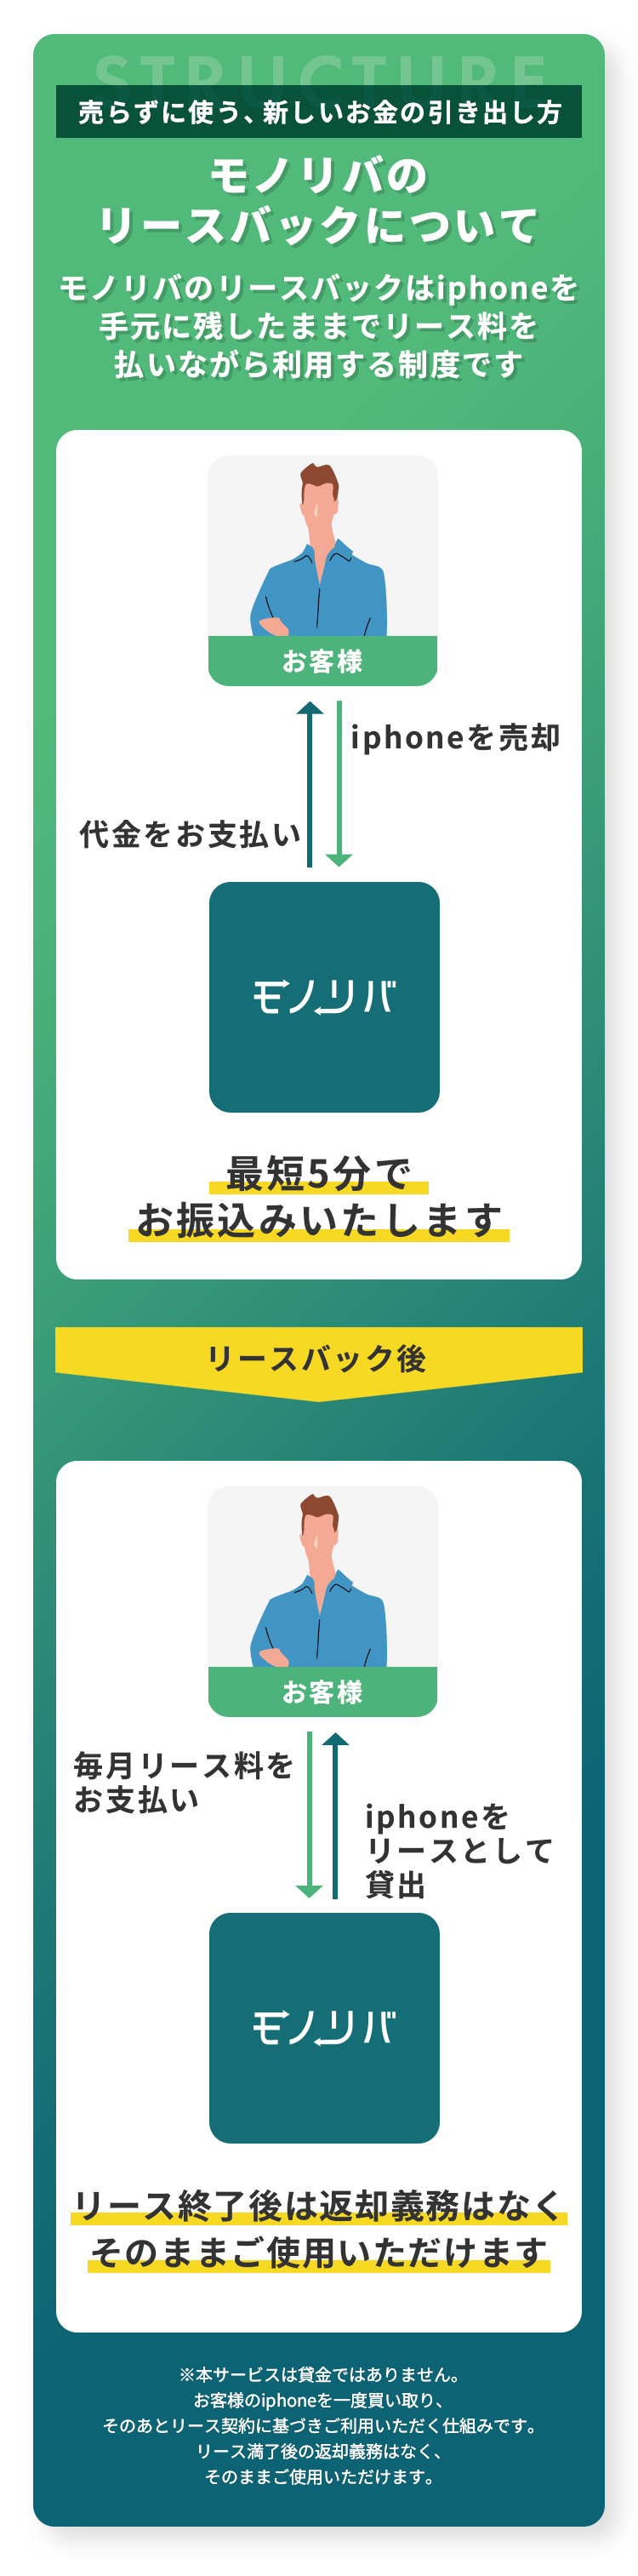 STRUCTURE
売らずに使う、新しいお金の引き出し方
モノリバの
リースバックについて
モノリバのリースバックはiphoneを
手元に残したままでリース料を
払いながら利用する制度です
お客様
iphoneを売却
代金をお支払い
モノリバ
最短5分で
お振込みいたします
リースバック後
お客様
毎月リース料を
お支払い
iphoneを
リースとして
貸出
モノリバ
リース終了後は返却義務はなく
そのままご使用いただけます
※本サービスは貸金ではありません。
お客様のiphoneを一度買い取り、
そのあとリース契約に基づきご利用いただく仕組みです。
リース満了後の返却義務はなく、
そのままご使用いただけます。